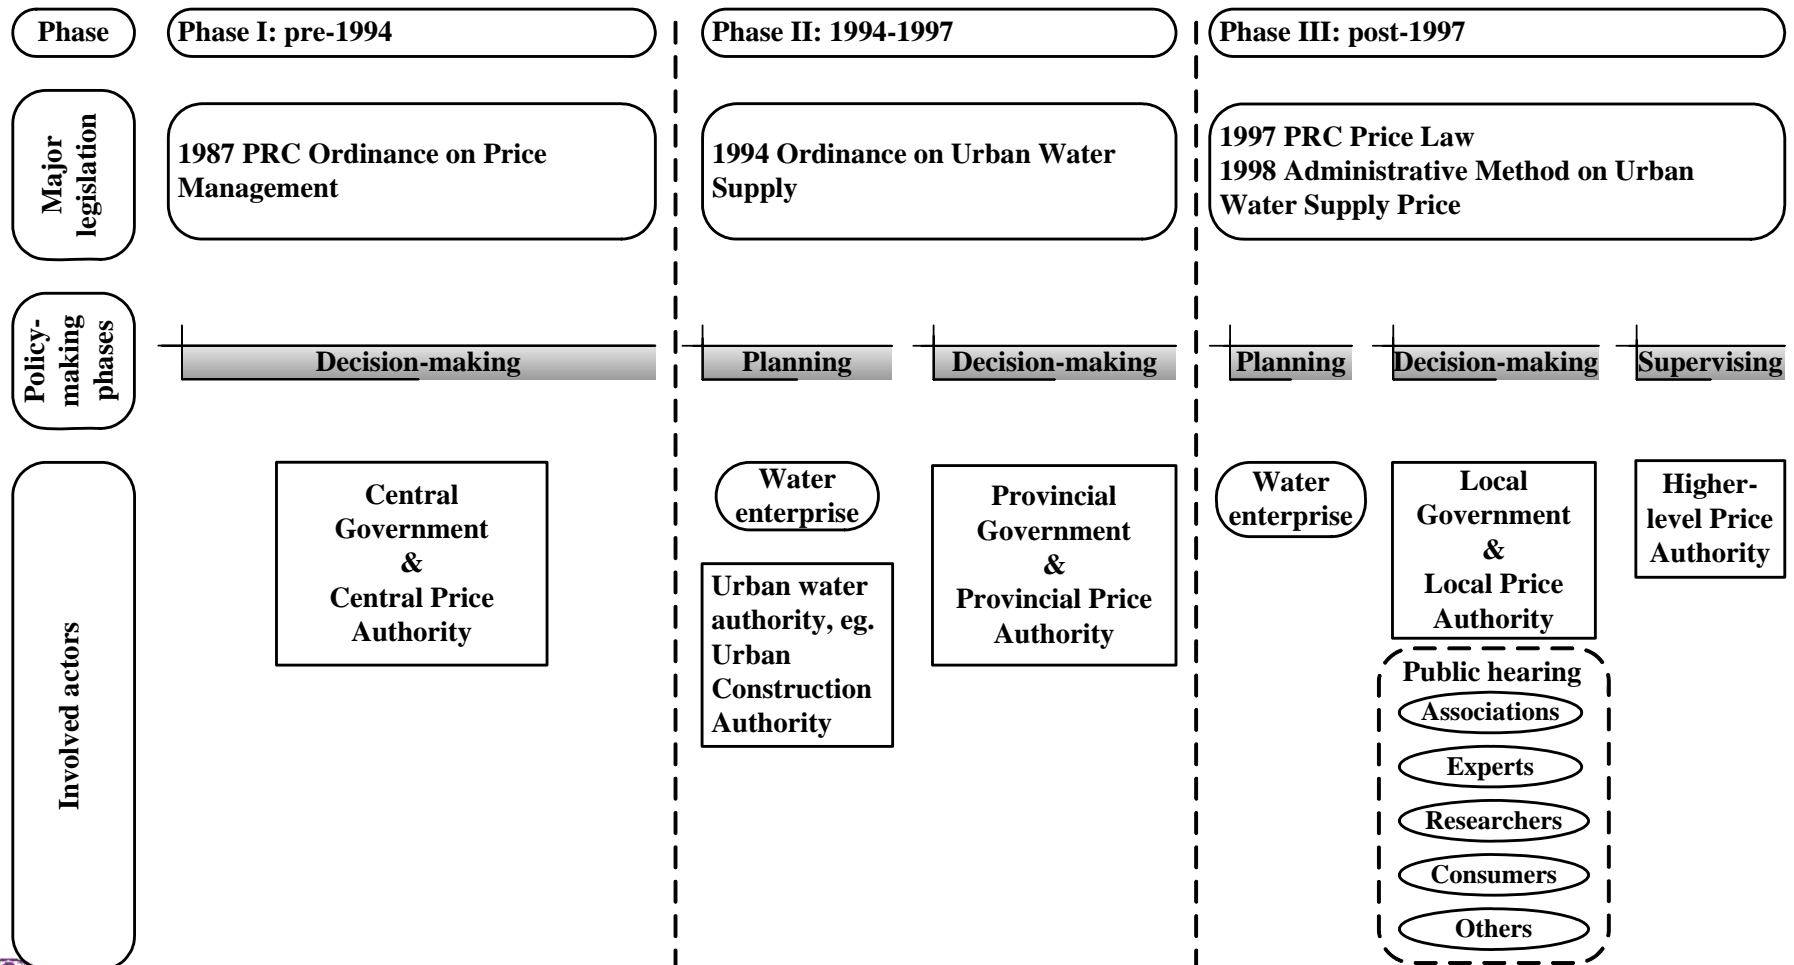 Phase
Phase I: pre-1994
Phase II: 1994-1997
Phase III: post-1997
Major
legislation
1987 PRC Ordinance on Price
Management
1994 Ordinance on Urban Water
Supply
1997 PRC Price Law
1998 Administrative Method on Urban
Water Supply Price
Policy-
making
phases
Decision-making
Planning
Decision-making
Planning
Decision-making
Supervising
Involved actors
Central
Government
&
Central Price
Authority
Water
enterprise
Urban water
authority, eg.
Urban
Construction
Authority
Provincial
Government
&
Provincial Price
Authority
Water
enterprise
Local
Government
&
Local Price
Authority
Public hearing
Associations
Experts
Researchers
Consumers
Others
Higher-
level Price
Authority